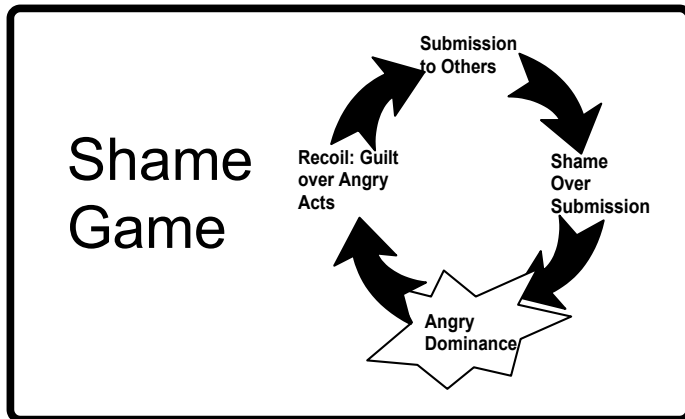 Shame
Game
Submission
to Others
Shame
Over
Submission
Angry
Dominance
Recoil: Guilt
over Angry
Acts